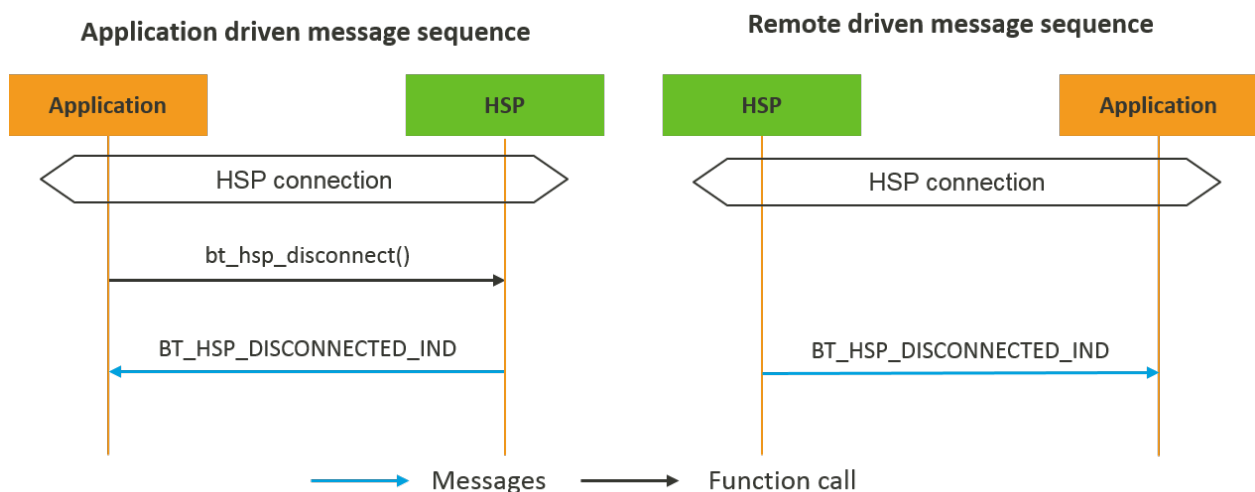 Application driven message sequence
Remote driven message sequence
Application
HSP
HSP
Application
HSP connection
HSP connection
bt_hsp_disconnect()
BT_HSP_DISCONNECTED_IND
BT_HSP_DISCONNECTED_IND
Messages
Function call